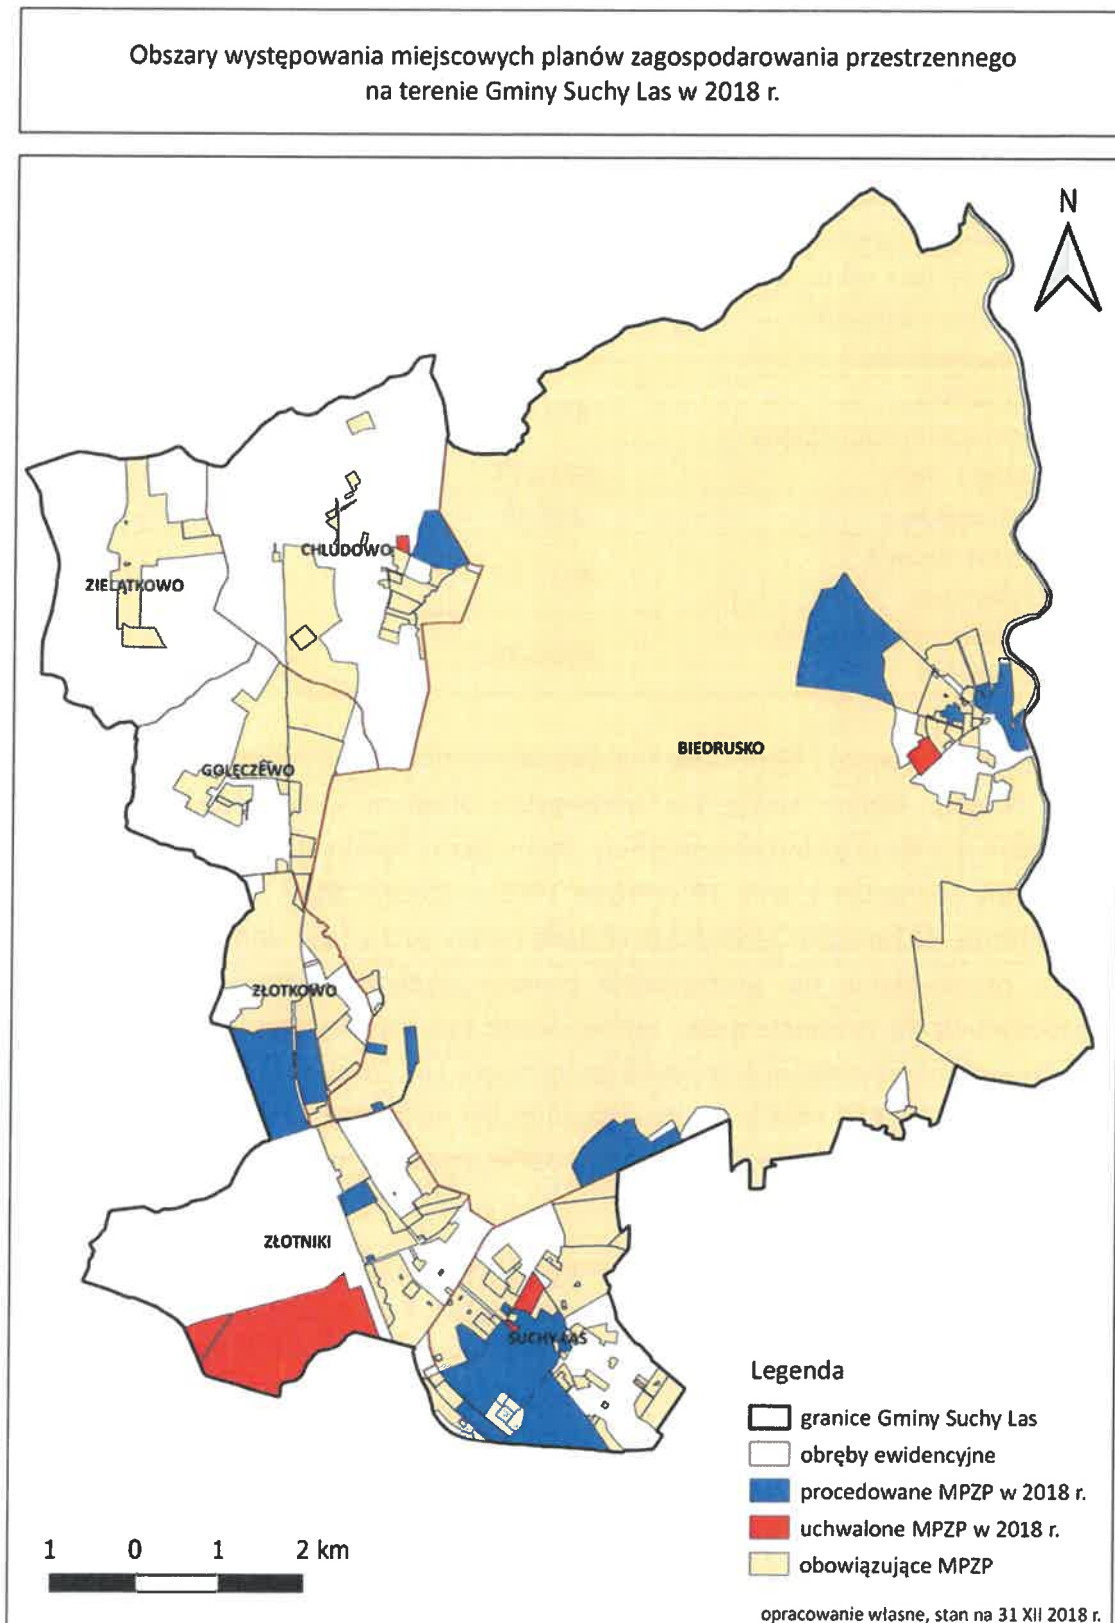 Obszary występowania miejscowych planów zagospodarowania przestrzennego
na terenie Gminy Suchy Las w 2018 r.
N
CHLUDOWO
ZIELĄTKOWO
BIEDRUSKO
GOLĘCZEWO
ZŁOTKOWO
ZŁOTNIKI
SUCHY LAS
Legenda
granice Gminy Suchy Las
obręby ewidencyjne
procedowane MPZP w 2018 r.
uchwalone MPZP w 2018 r.
obowiązujące MPZP
1 0 1 2 km
opracowanie własne, stan na 31 XII 2018 r.